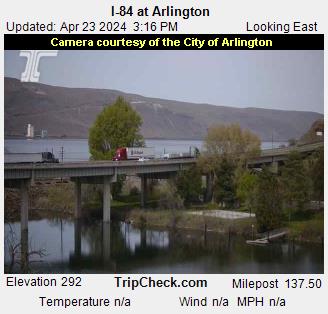 I-84 at Arlington
Updated: Apr 23 2024 3:16 PM Looking East
Camera courtesy of the City of Arlington
Elevation 292 TripCheck.com Milepost 137.50
Temperature n/a Wind n/a MPH n/a